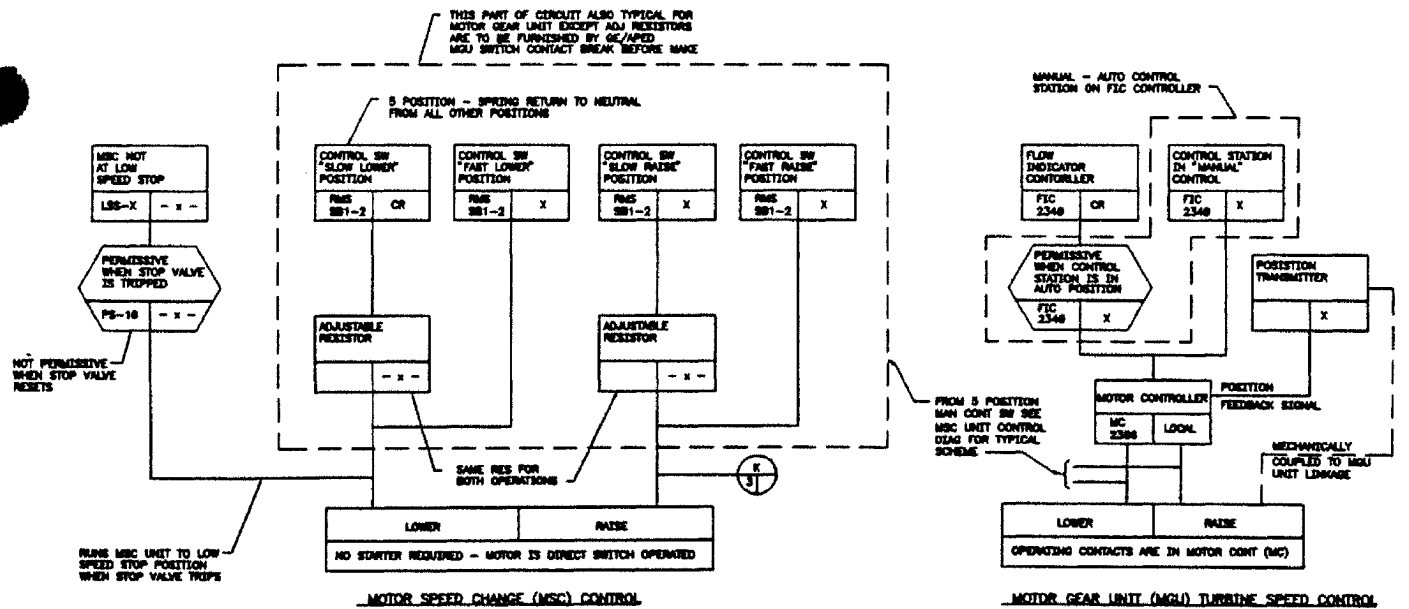 THIS PART OF CIRCUIT ALSO TYPICAL FOR
MOTOR GEAR UNIT EXCEPT ADJ RESISTORS
ARE TO BE FURNISHED BY GE/APED
MGU SWITCH CONTACT BREAK BEFORE MAKE
5 POSITION - SPRING RETURN TO NEUTRAL
FROM ALL OTHER POSITIONS
MSC NOT
AT LOW
SPEED STOP
LSS-X
- x -
PERMISSIVE
WHEN STOP VALVE
IS TRIPPED
PS-10
- x -
NOT PERMISSIVE
WHEN STOP VALVE
RESETS
RUNS MSC UNIT TO LOW
SPEED STOP POSITION
WHEN STOP VALVE TRIPS
CONTROL SW
"SLOW LOWER"
POSITION
RMS
SB1-2
CR
CONTROL SW
"FAST LOWER"
POSITION
RMS
SB1-2
X
CONTROL SW
"SLOW RAISE"
POSITION
RMS
SB1-2
X
CONTROL SW
"FAST RAISE"
POSITION
RMS
SB1-2
X
ADJUSTABLE
RESISTOR
- x -
ADJUSTABLE
RESISTOR
- x -
SAME RES FOR
BOTH OPERATIONS
K
3
LOWER
RAISE
NO STARTER REQUIRED - MOTOR IS DIRECT SWITCH OPERATED
MOTOR SPEED CHANGE (MSC) CONTROL
MANUAL - AUTO CONTROL
STATION ON FIC CONTROLLER
FLOW
INDICATOR
CONTORLLER
FIC
2340
CR
CONTROL STATION
IN "MANUAL"
CONTROL
FIC
2340
X
PERMISSIVE
WHEN CONTROL
STATION IS IN
AUTO POSITION
FIC
2340
X
POSISTION
TRANSMITTER
X
MOTOR CONTROLLER
MC
2386
LOCAL
POSITION
FEEDBACK SIGNAL
FROM 5 POSITION
MAN CONT SW SEE
MSC UNIT CONTROL
DIAG FOR TYPICAL
SCHEME
MECHANICALLY
COUPLED TO MGU
UNIT LINKAGE
LOWER
RAISE
OPERATING CONTACTS ARE IN MOTOR CONT (MC)
MOTOR GEAR UNIT (MGU) TURBINE SPEED CONTROL